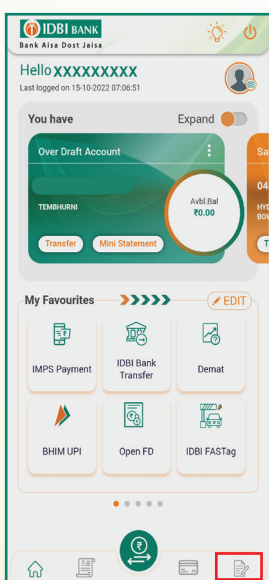 IDBI BANK
Bank Aisa Dost Jaisa
Hello XXXXXXXXX
Last logged on 15-10-2022 07:06:51
You have
Expand
Over Draft Account
Sa
TEMBHURNI
Avbl.Bal
₹0.00
04
HYD
BOW
Transfer
Mini Statement
T
My Favourites
EDIT
IMPS Payment
IDBI Bank
Transfer
Demat
BHIM UPI
Open FD
IDBI FASTag